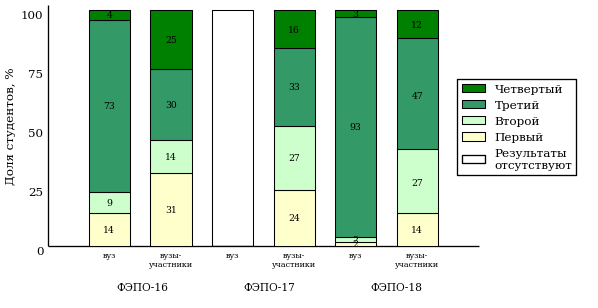 100
75
50
25
0
Доля студентов, %
4
73
9
14
25
30
14
31
16
33
27
24
3
93
2
2
12
47
27
14
Четвертый
Третий
Второй
Первый
Результаты
отсутствуют
вуз
вузы-
участники
вуз
вузы-
участники
вуз
вузы-
участники
ФЭПО-16
ФЭПО-17
ФЭПО-18